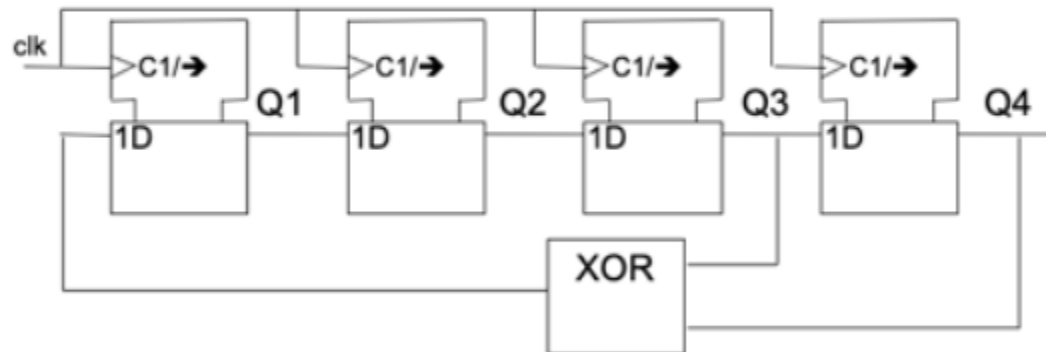 clk C1/➔ C1/➔ C1/➔ C1/➔
Q1 Q2 Q3 Q4
1D 1D 1D 1D
XOR